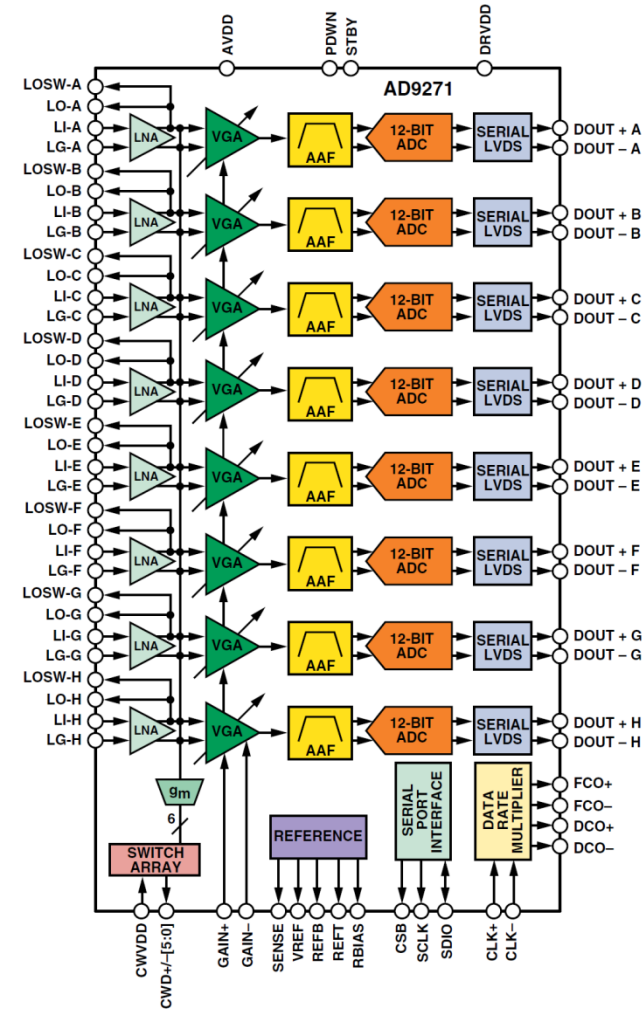 AVDD
PDWN
STBY
DRVDD
AD9271
LOSW-A
LO-A
LI-A
LG-A
LNA
VGA
AAF
12-BIT
ADC
SERIAL
LVDS
DOUT + A
DOUT – A
LOSW-B
LO-B
LI-B
LG-B
LNA
VGA
AAF
12-BIT
ADC
SERIAL
LVDS
DOUT + B
DOUT – B
LOSW-C
LO-C
LI-C
LG-C
LNA
VGA
AAF
12-BIT
ADC
SERIAL
LVDS
DOUT + C
DOUT – C
LOSW-D
LO-D
LI-D
LG-D
LNA
VGA
AAF
12-BIT
ADC
SERIAL
LVDS
DOUT + D
DOUT – D
LOSW-E
LO-E
LI-E
LG-E
LNA
VGA
AAF
12-BIT
ADC
SERIAL
LVDS
DOUT + E
DOUT – E
LOSW-F
LO-F
LI-F
LG-F
LNA
VGA
AAF
12-BIT
ADC
SERIAL
LVDS
DOUT + F
DOUT – F
LOSW-G
LO-G
LI-G
LG-G
LNA
VGA
AAF
12-BIT
ADC
SERIAL
LVDS
DOUT + G
DOUT – G
LOSW-H
LO-H
LI-H
LG-H
LNA
VGA
AAF
12-BIT
ADC
SERIAL
LVDS
DOUT + H
DOUT – H
gm
6
SWITCH
ARRAY
REFERENCE
SERIAL
PORT
INTERFACE
DATA
RATE
MULTIPLIER
FCO+
FCO–
DCO+
DCO–
CWVDD
CWD+/–[5:0]
GAIN+
GAIN–
SENSE
VREF
REFB
REFT
RBIAS
CSB
SCLK
SDIO
CLK+
CLK–